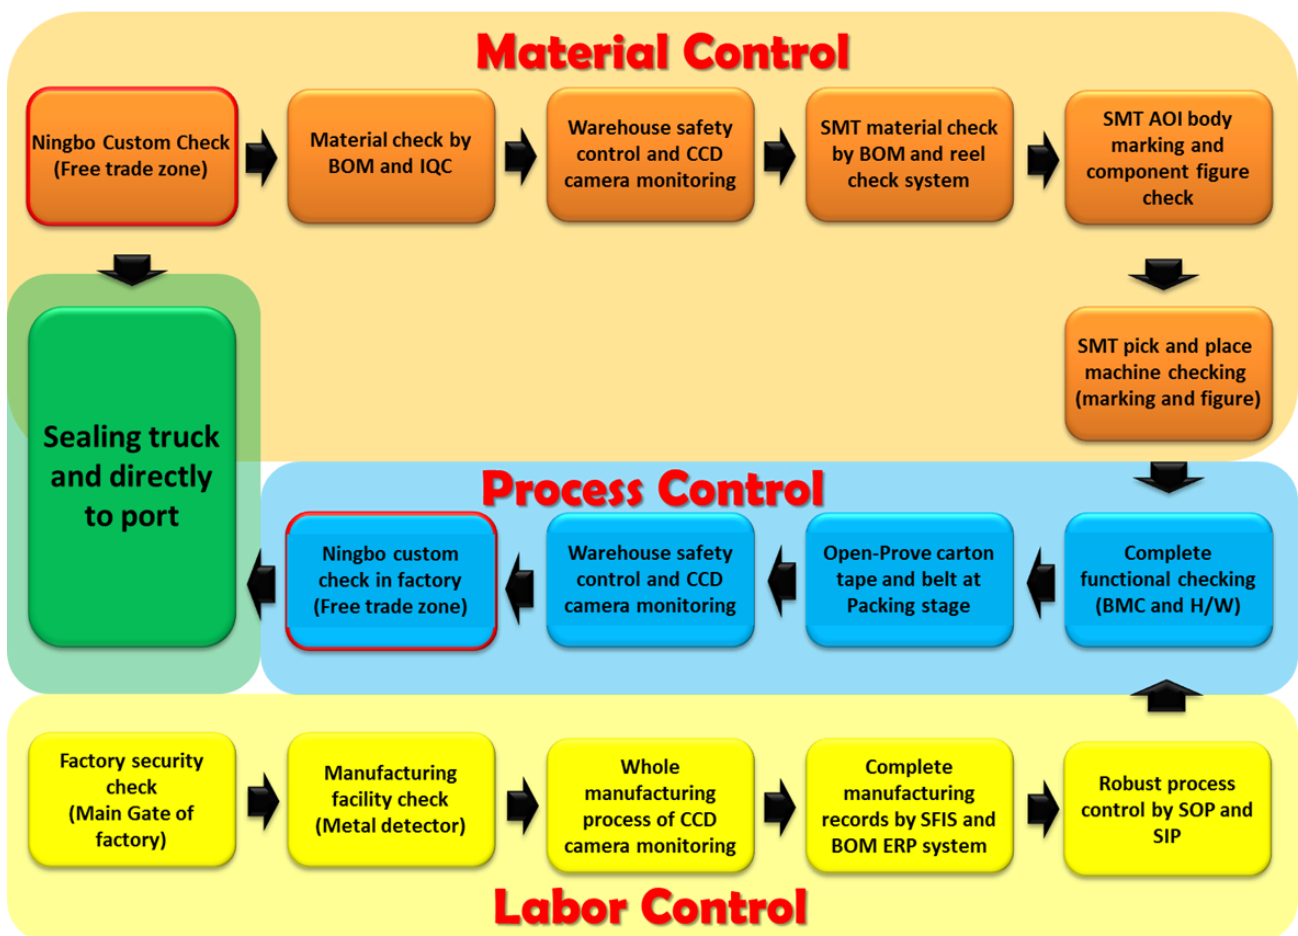 Material Control
Ningbo Custom Check
(Free trade zone)
Material check by
BOM and IQC
Warehouse safety
control and CCD
camera monitoring
SMT material check
by BOM and reel
check system
SMT AOI body
marking and
component figure
check
SMT pick and place
machine checking
(marking and figure)
Sealing truck
and directly
to port
Process Control
Ningbo custom
check in factory
(Free trade zone)
Warehouse safety
control and CCD
camera monitoring
Open-Prove carton
tape and belt at
Packing stage
Complete
functional checking
(BMC and H/W)
Factory security
check
(Main Gate of
factory)
Manufacturing
facility check
(Metal detector)
Whole
manufacturing
process of CCD
camera monitoring
Complete
manufacturing
records by SFIS and
BOM ERP system
Robust process
control by SOP and
SIP
Labor Control